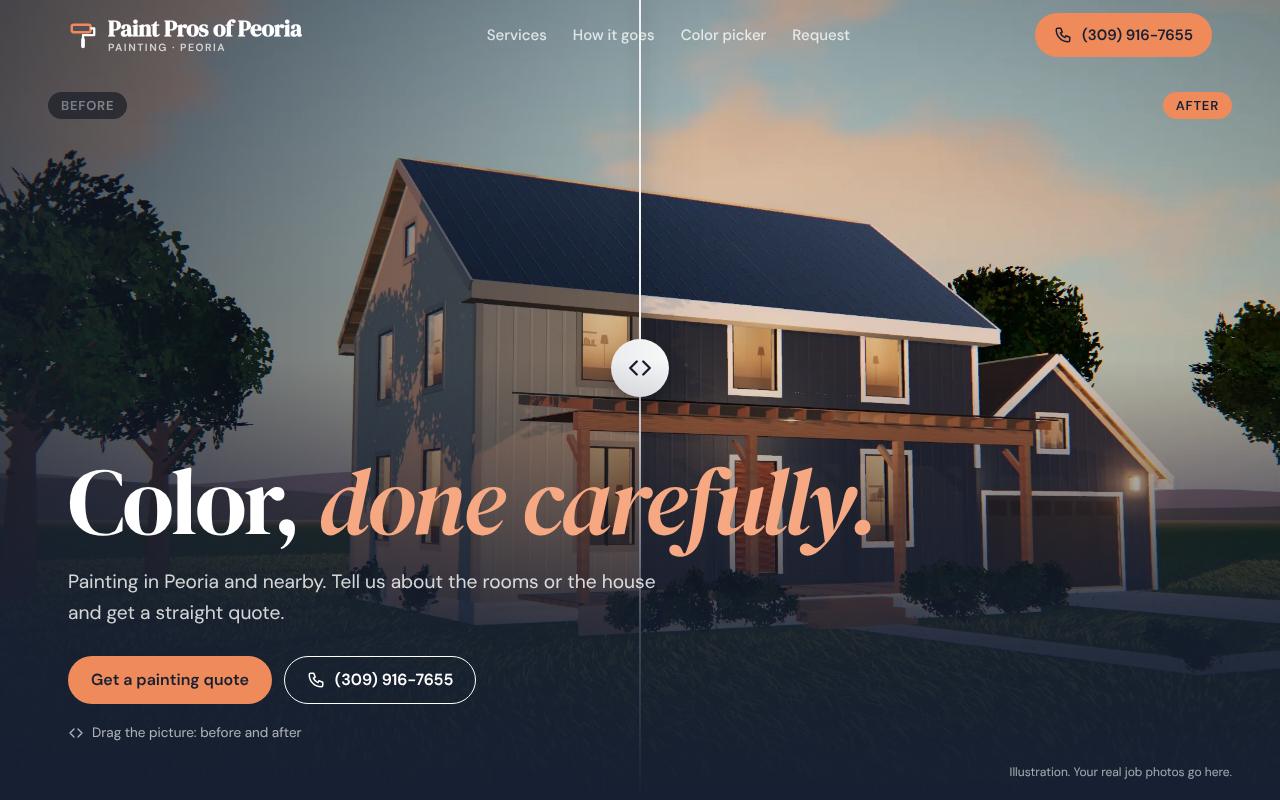 Paint Pros of Peoria
PAINTING · PEORIA
Services
How it goes
Color picker
Request
(309) 916-7655
BEFORE
AFTER
Color, done carefully.
Painting in Peoria and nearby. Tell us about the rooms or the house
and get a straight quote.
Get a painting quote
(309) 916-7655
Drag the picture: before and after
Illustration. Your real job photos go here.